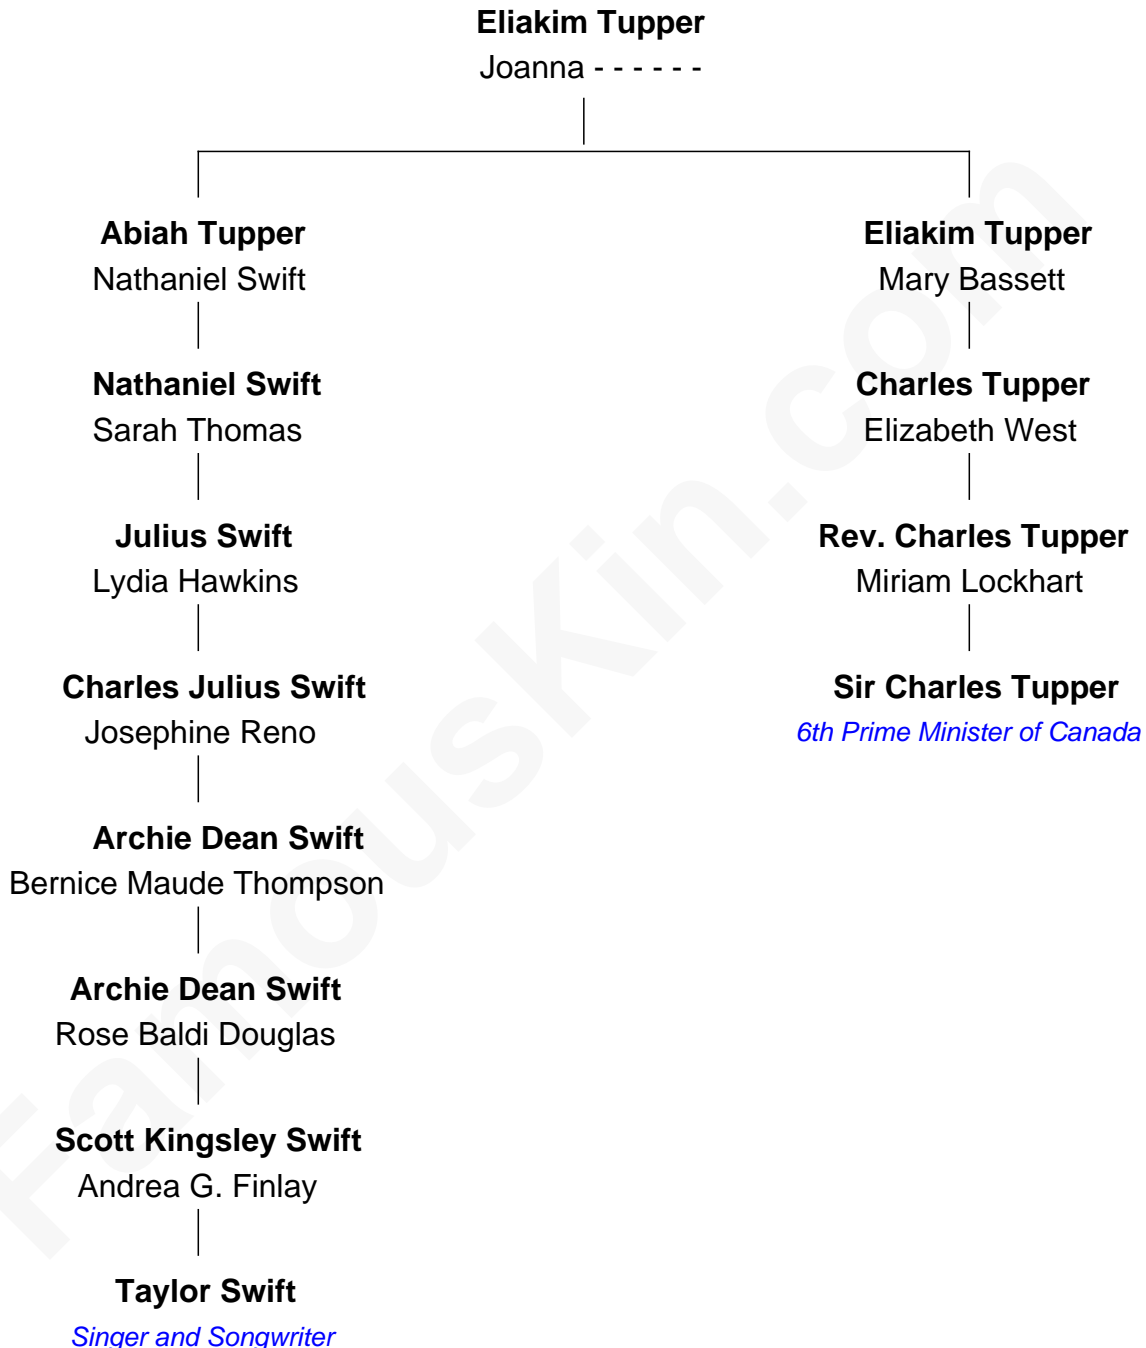 Eliakim Tupper
Joanna - - - - - -
Abiah Tupper
Nathaniel Swift
Eliakim Tupper
Mary Bassett
Nathaniel Swift
Sarah Thomas
Charles Tupper
Elizabeth West
Julius Swift
Lydia Hawkins
Rev. Charles Tupper
Miriam Lockhart
Charles Julius Swift
Josephine Reno
Sir Charles Tupper
6th Prime Minister of Canada
Archie Dean Swift
Bernice Maude Thompson
Archie Dean Swift
Rose Baldi Douglas
Scott Kingsley Swift
Andrea G. Finlay
Taylor Swift
Singer and Songwriter
FamousKin.com